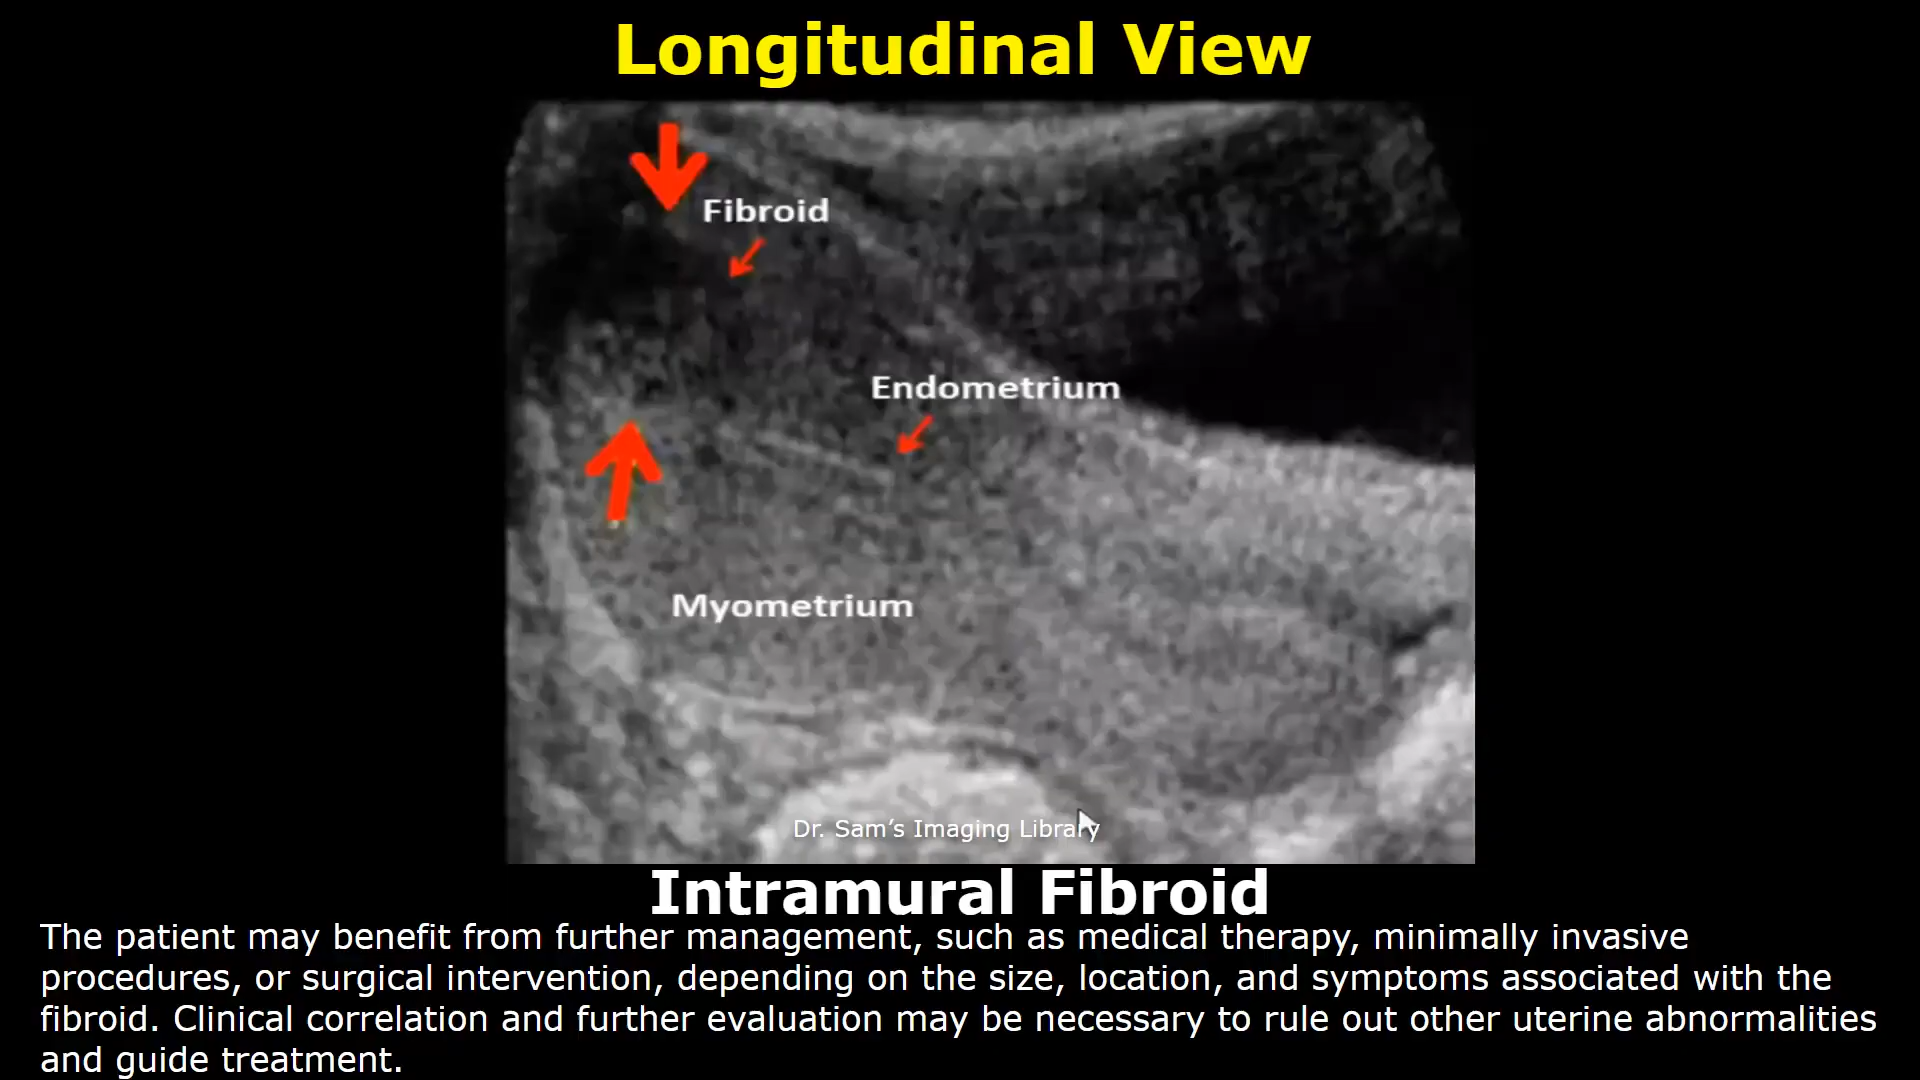 Longitudinal View
Fibroid
Endometrium
Myometrium
Dr. Sam’s Imaging Library
Intramural Fibroid
The patient may benefit from further management, such as medical therapy, minimally invasive
procedures, or surgical intervention, depending on the size, location, and symptoms associated with the
fibroid. Clinical correlation and further evaluation may be necessary to rule out other uterine abnormalities
and guide treatment.